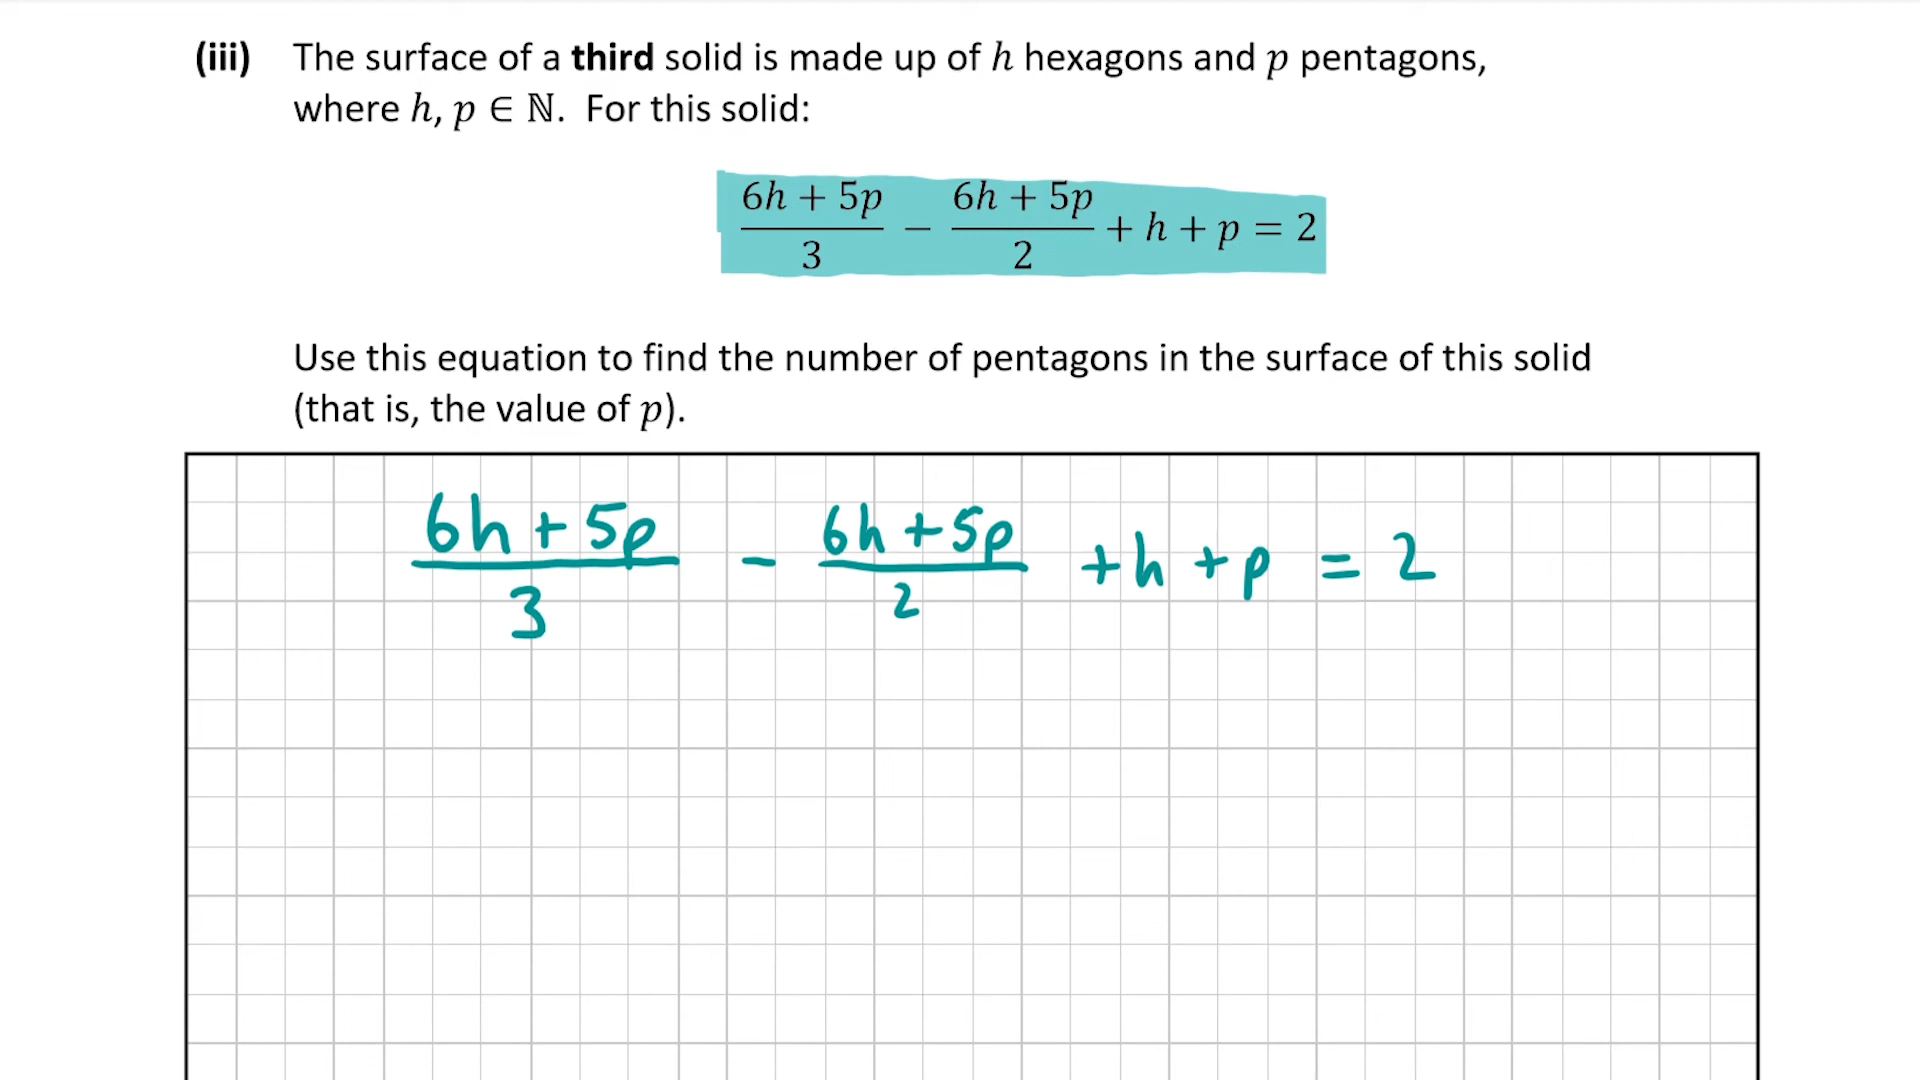 (iii) The surface of a third solid is made up of h hexagons and p pentagons,
where h, p ∈ ℕ. For this solid:
(6h + 5p)/3 − (6h + 5p)/2 + h + p = 2
Use this equation to find the number of pentagons in the surface of this solid
(that is, the value of p).
(6h + 5p)/3 − (6h + 5p)/2 + h + p = 2